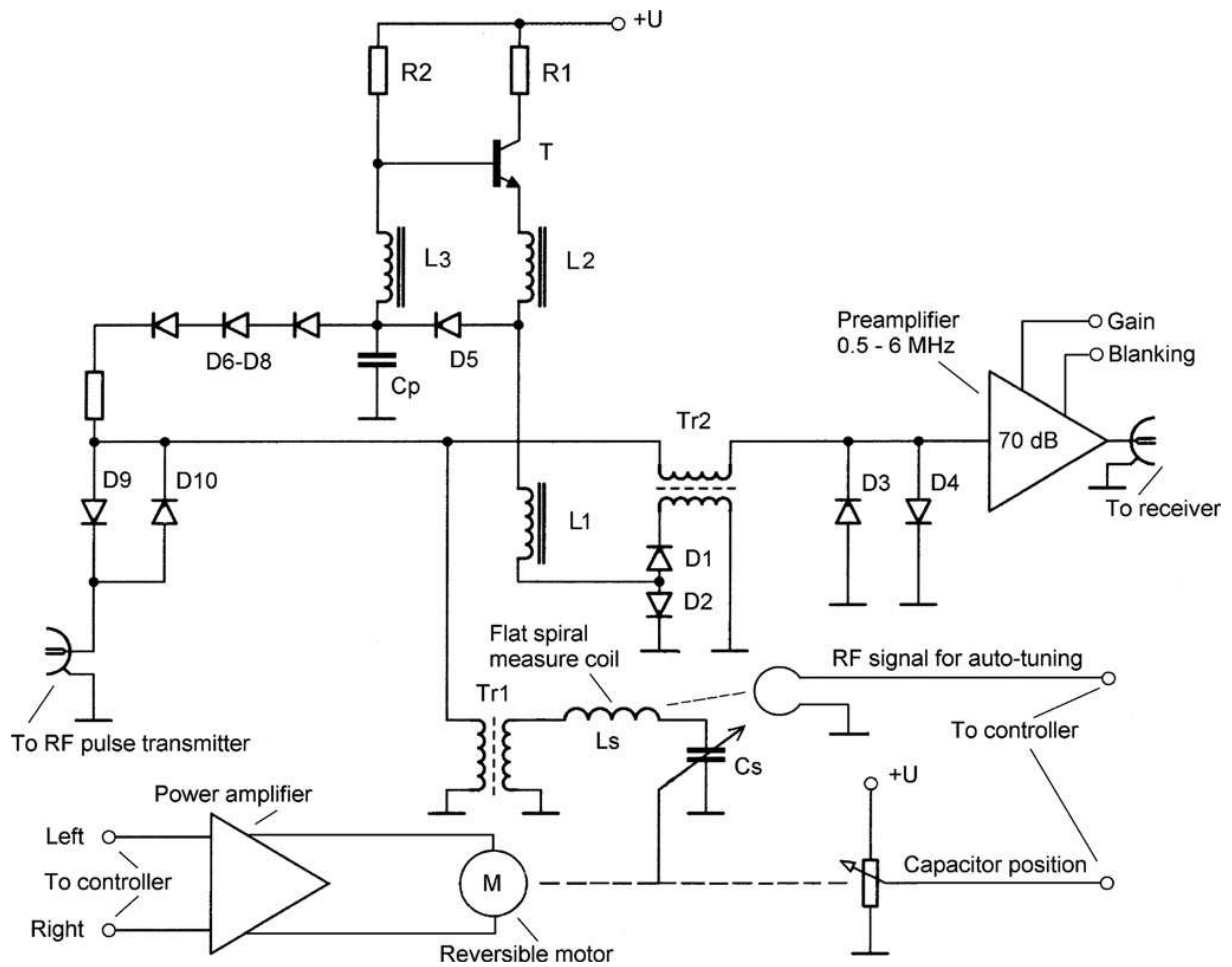 +U
R2
R1
T
L3
L2
D6-D8
D5
Cp
Preamplifier
0.5 - 6 MHz
Gain
Blanking
Tr2
70 dB
D9
D10
D3
D4
To receiver
L1
D1
D2
Flat spiral
measure coil
RF signal for auto-tuning
Tr1
To RF pulse transmitter
Ls
Cs
To controller
+U
Power amplifier
Left
To controller
Right
M
Capacitor position
Reversible motor